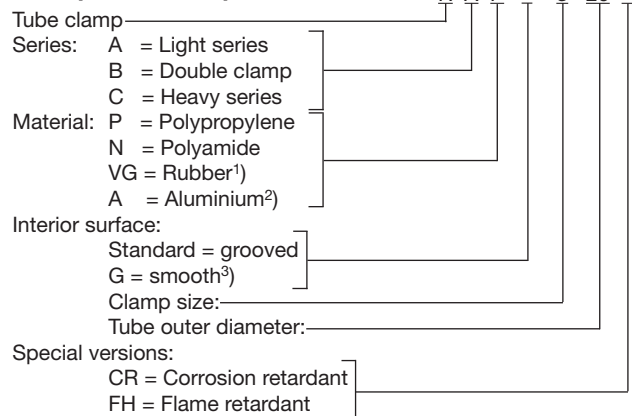 Tube clamp
Series: A = Light series
B = Double clamp
C = Heavy series
Material: P = Polypropylene
N = Polyamide
VG = Rubber¹)
A = Aluminium²)
Interior surface:
Standard = grooved
G = smooth³)
Clamp size:
Tube outer diameter:
Special versions:
CR = Corrosion retardant
FH = Flame retardant